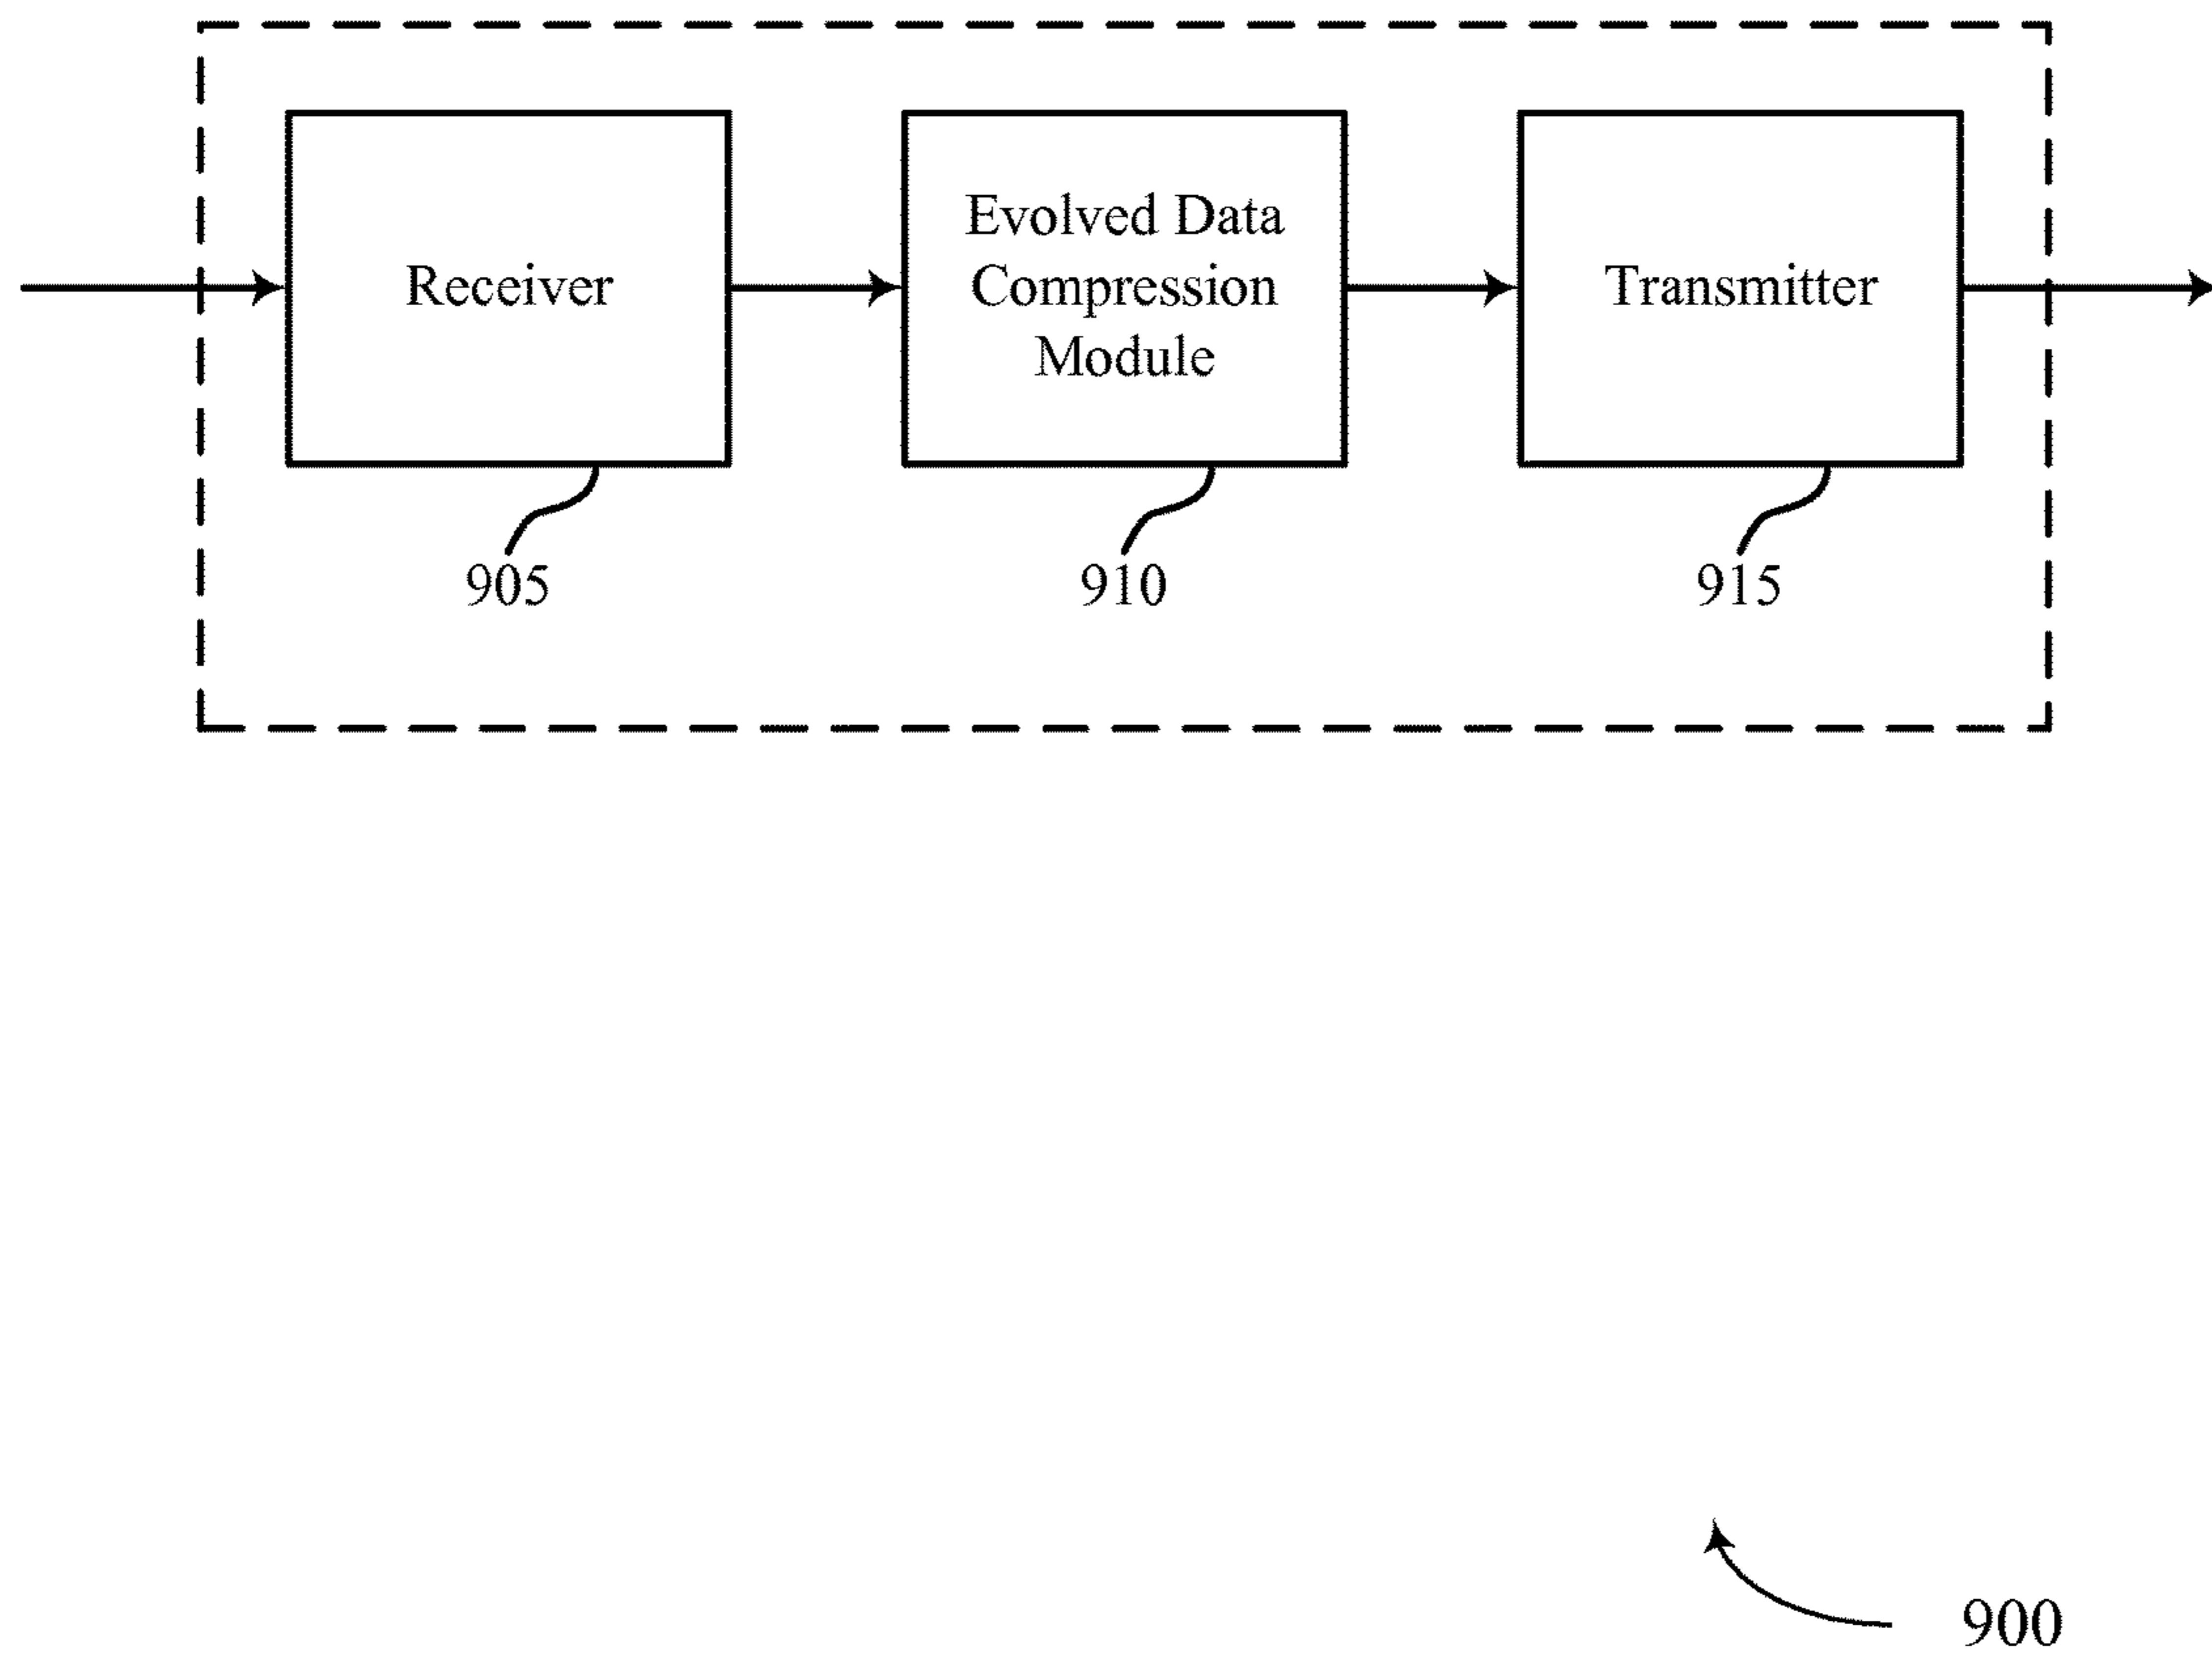 Receiver
Evolved Data
Compression
Module
Transmitter
905
910
915
900